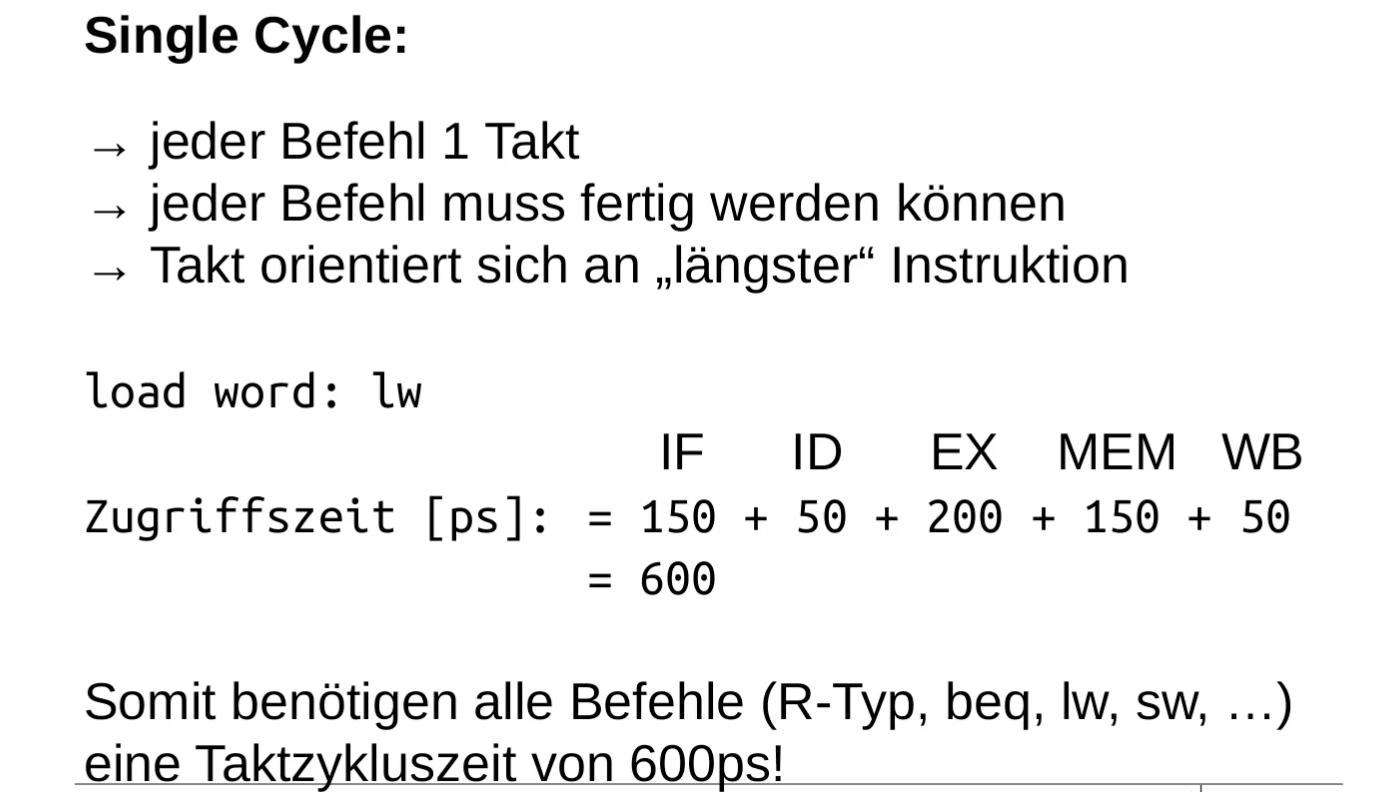 Single Cycle:
→ jeder Befehl 1 Takt
→ jeder Befehl muss fertig werden können
→ Takt orientiert sich an „längster“ Instruktion
load word: lw
IF ID EX MEM WB
Zugriffszeit [ps]: = 150 + 50 + 200 + 150 + 50
= 600
Somit benötigen alle Befehle (R-Typ, beq, lw, sw, …)
eine Taktzykluszeit von 600ps!